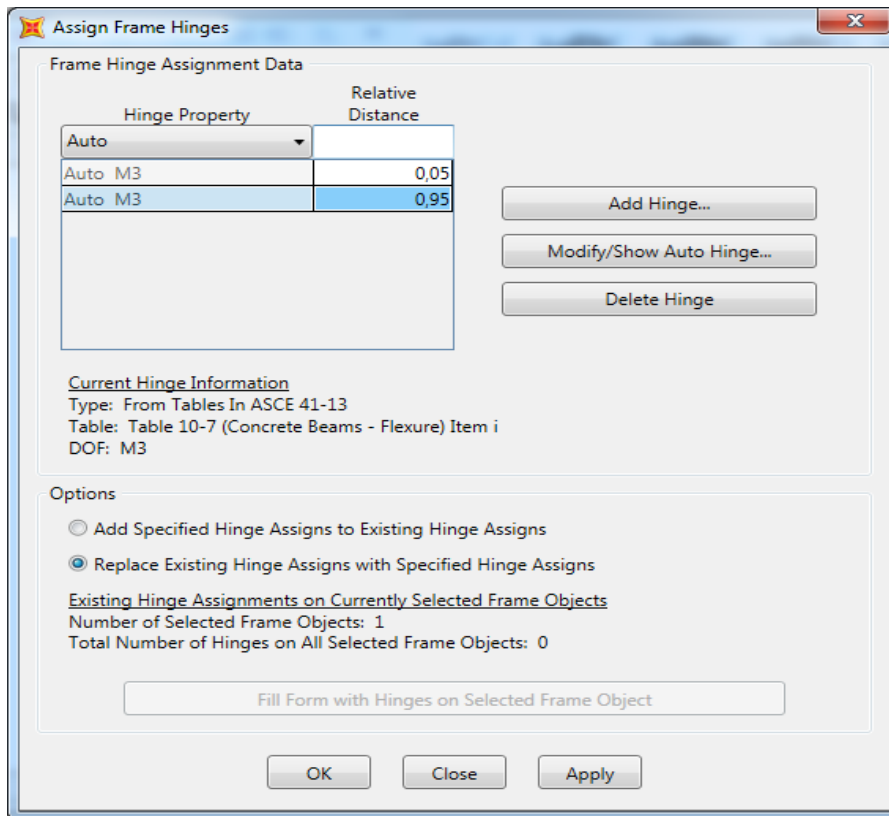 Assign Frame Hinges
Frame Hinge Assignment Data
Hinge Property
Relative
Distance
Auto
Auto M3 0,05
Auto M3 0,95
Add Hinge...
Modify/Show Auto Hinge...
Delete Hinge
Current Hinge Information
Type: From Tables In ASCE 41-13
Table: Table 10-7 (Concrete Beams - Flexure) Item i
DOF: M3
Options
Add Specified Hinge Assigns to Existing Hinge Assigns
Replace Existing Hinge Assigns with Specified Hinge Assigns
Existing Hinge Assignments on Currently Selected Frame Objects
Number of Selected Frame Objects: 1
Total Number of Hinges on All Selected Frame Objects: 0
Fill Form with Hinges on Selected Frame Object
OK Close Apply